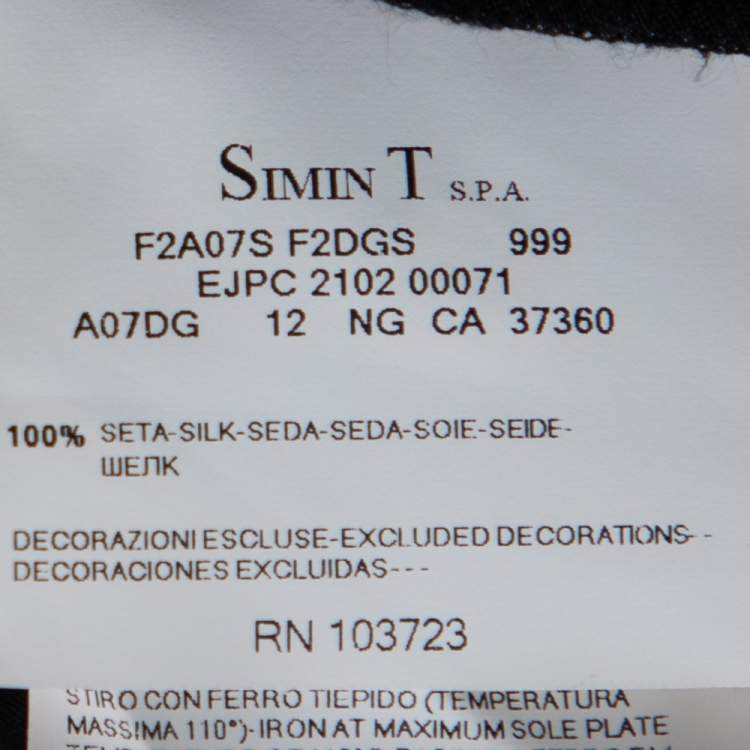 SIMIN T S.P.A.
F2A07S F2DGS 999
EJPC 2102 00071
A07DG 12 NG CA 37360
100% SETA-SILK-SEDA-SEDA-SOIE-SEIDE-
ШЕЛК
DECORAZIONI ESCLUSE-EXCLUDED DECORATIONS--
DECORACIONES EXCLUIDAS---
RN 103723
STIRO CON FERRO TIEPIDO (TEMPERATURA
MASSIMA 110°)-IRON AT MAXIMUM SOLE PLATE